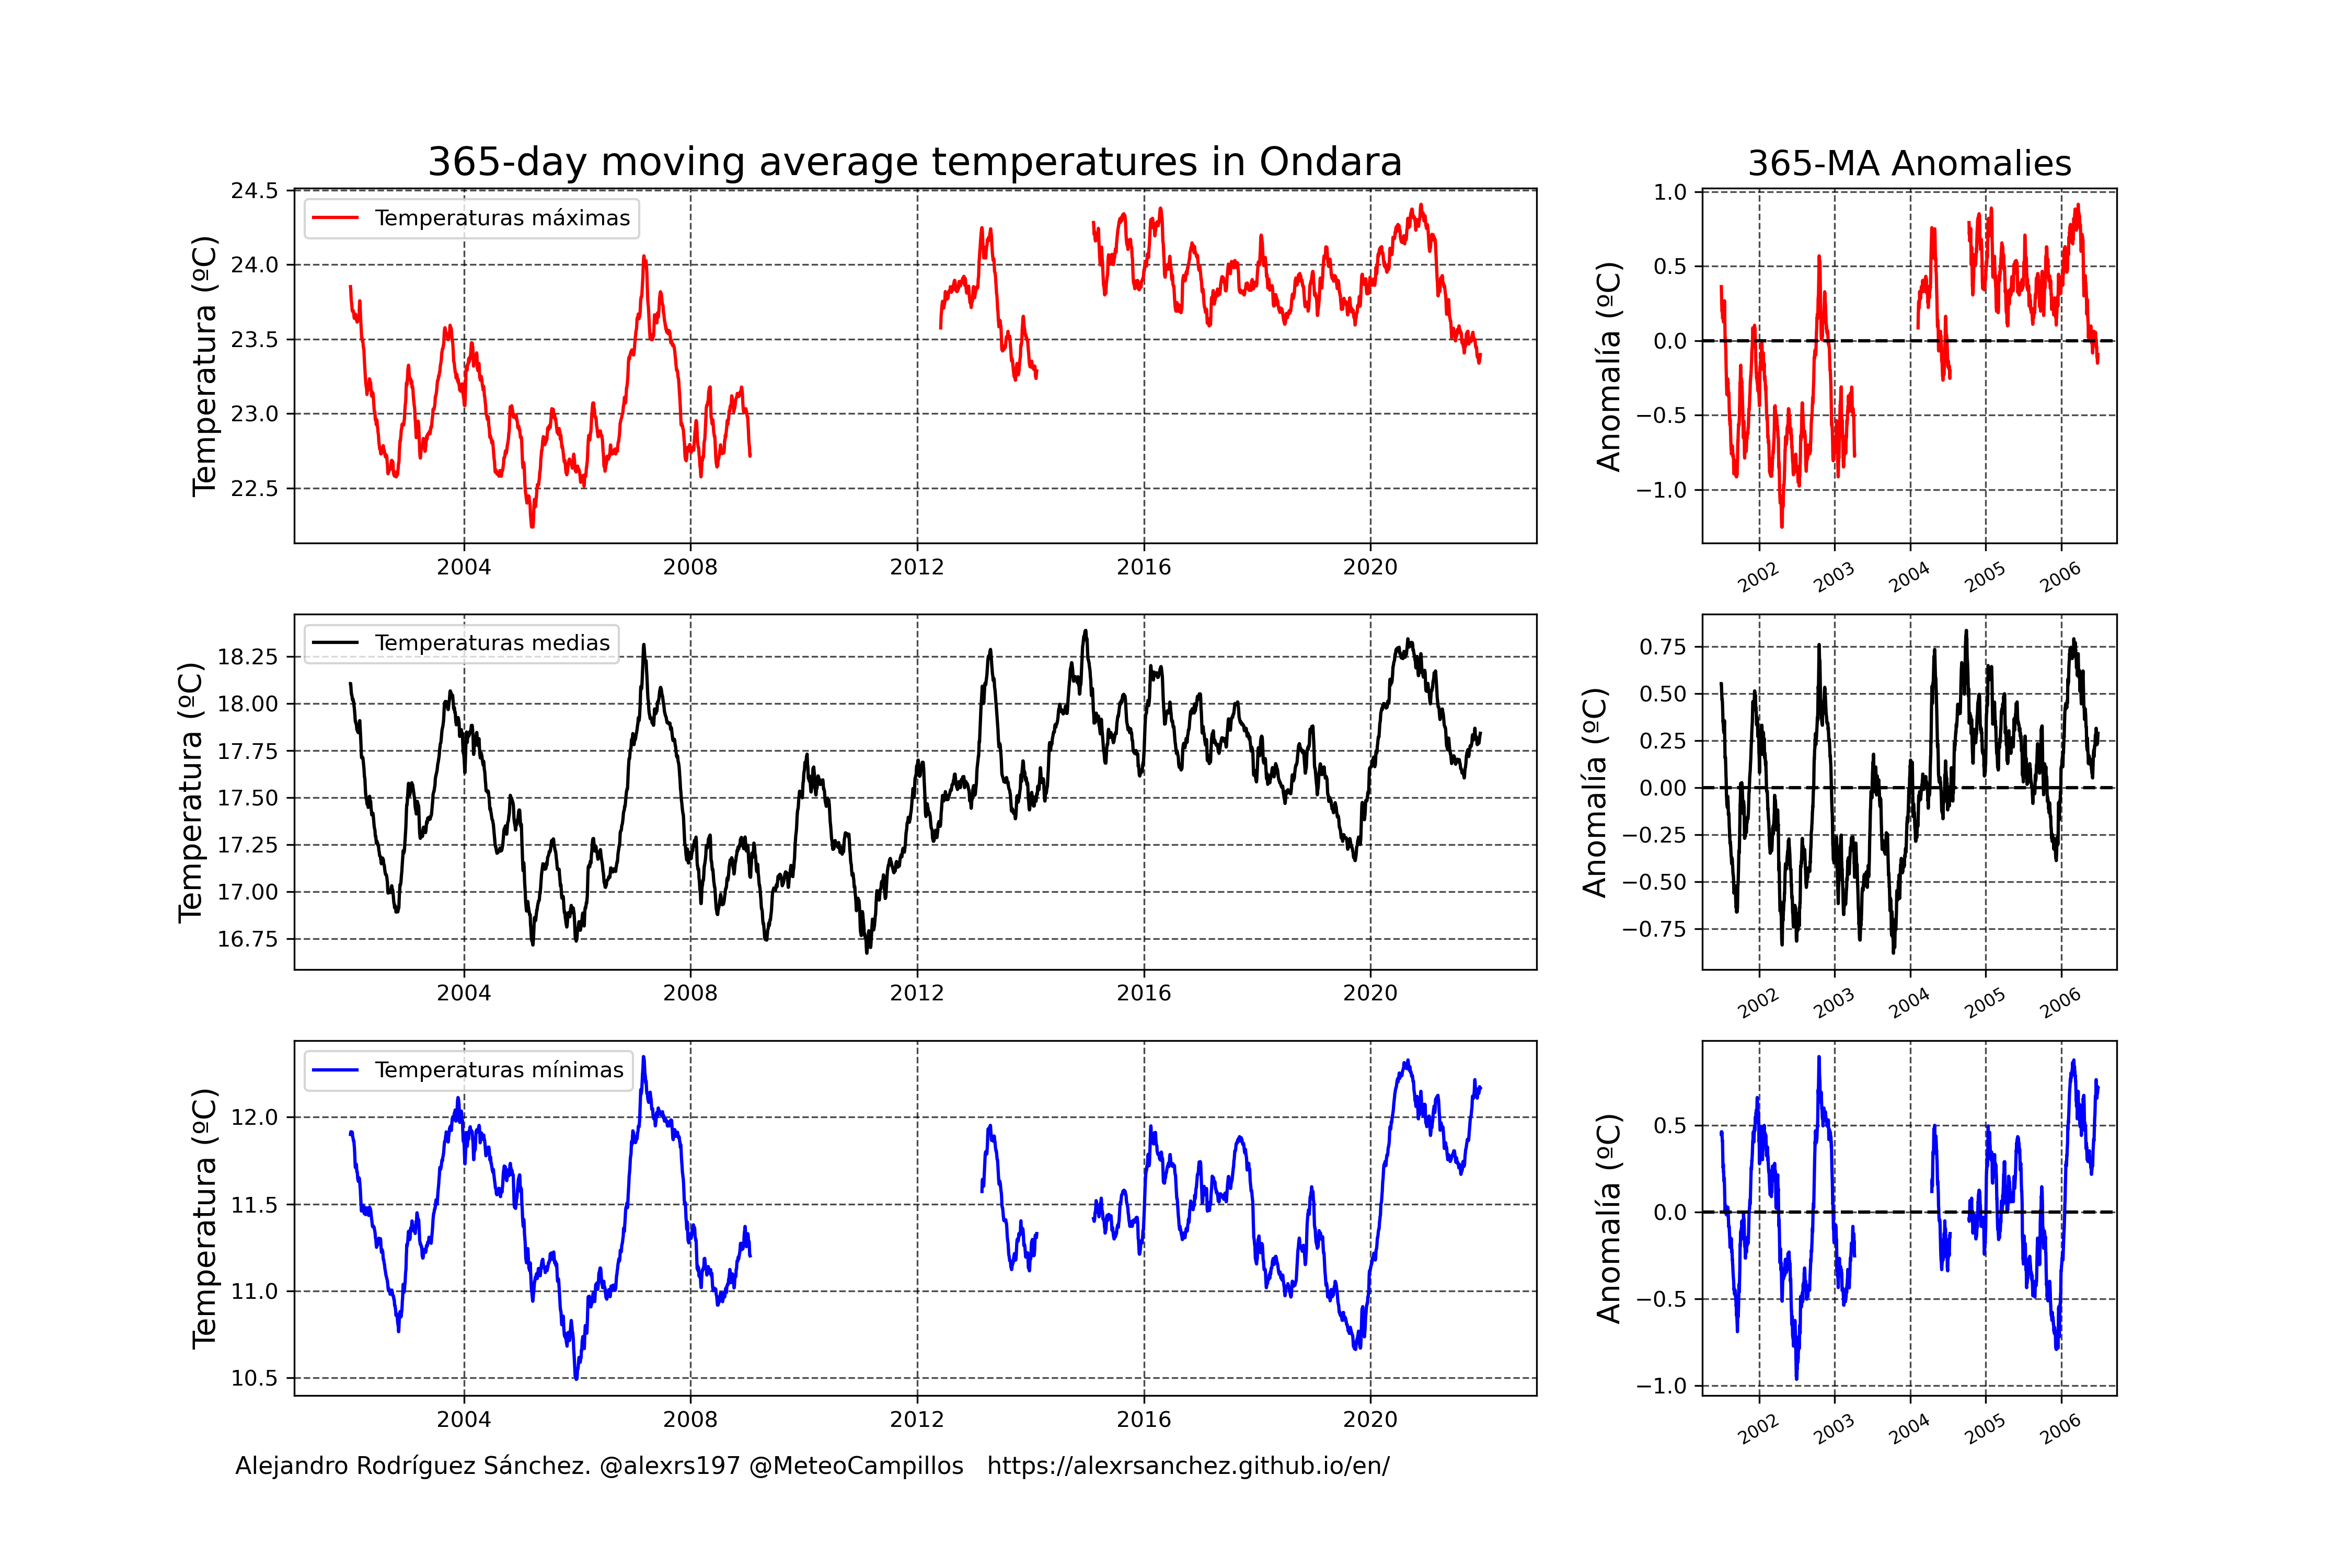 365-day moving average temperatures in Ondara
365-MA Anomalies
Temperatura (ºC)
24.5
24.0
23.5
23.0
22.5
Temperaturas máximas
2004 2008 2012 2016 2020
Anomalía (ºC)
1.0
0.5
0.0
−0.5
−1.0
2002 2003 2004 2005 2006
Temperatura (ºC)
18.25
18.00
17.75
17.50
17.25
17.00
16.75
Temperaturas medias
2004 2008 2012 2016 2020
Anomalía (ºC)
0.75
0.50
0.25
0.00
−0.25
−0.50
−0.75
2002 2003 2004 2005 2006
Temperatura (ºC)
12.0
11.5
11.0
10.5
Temperaturas mínimas
2004 2008 2012 2016 2020
Anomalía (ºC)
0.5
0.0
−0.5
−1.0
2002 2003 2004 2005 2006
Alejandro Rodríguez Sánchez. @alexrs197 @MeteoCampillos https://alexrsanchez.github.io/en/